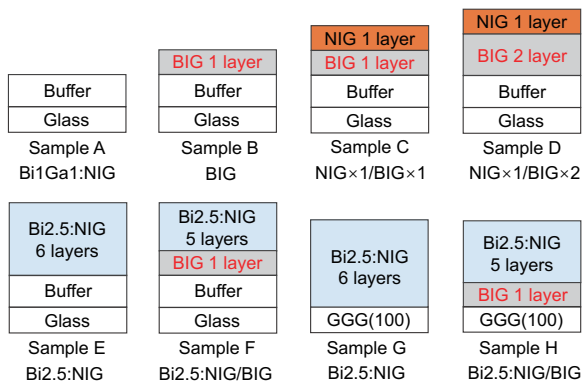 Buffer
Glass
Sample A
Bi1Ga1:NIG
BIG 1 layer
Buffer
Glass
Sample B
BIG
NIG 1 layer
BIG 1 layer
Buffer
Glass
Sample C
NIG×1/BIG×1
NIG 1 layer
BIG 2 layer
Buffer
Glass
Sample D
NIG×1/BIG×2
Bi2.5:NIG
6 layers
Buffer
Glass
Sample E
Bi2.5:NIG
Bi2.5:NIG
5 layers
BIG 1 layer
Buffer
Glass
Sample F
Bi2.5:NIG/BIG
Bi2.5:NIG
6 layers
GGG(100)
Sample G
Bi2.5:NIG
Bi2.5:NIG
5 layers
BIG 1 layer
GGG(100)
Sample H
Bi2.5:NIG/BIG